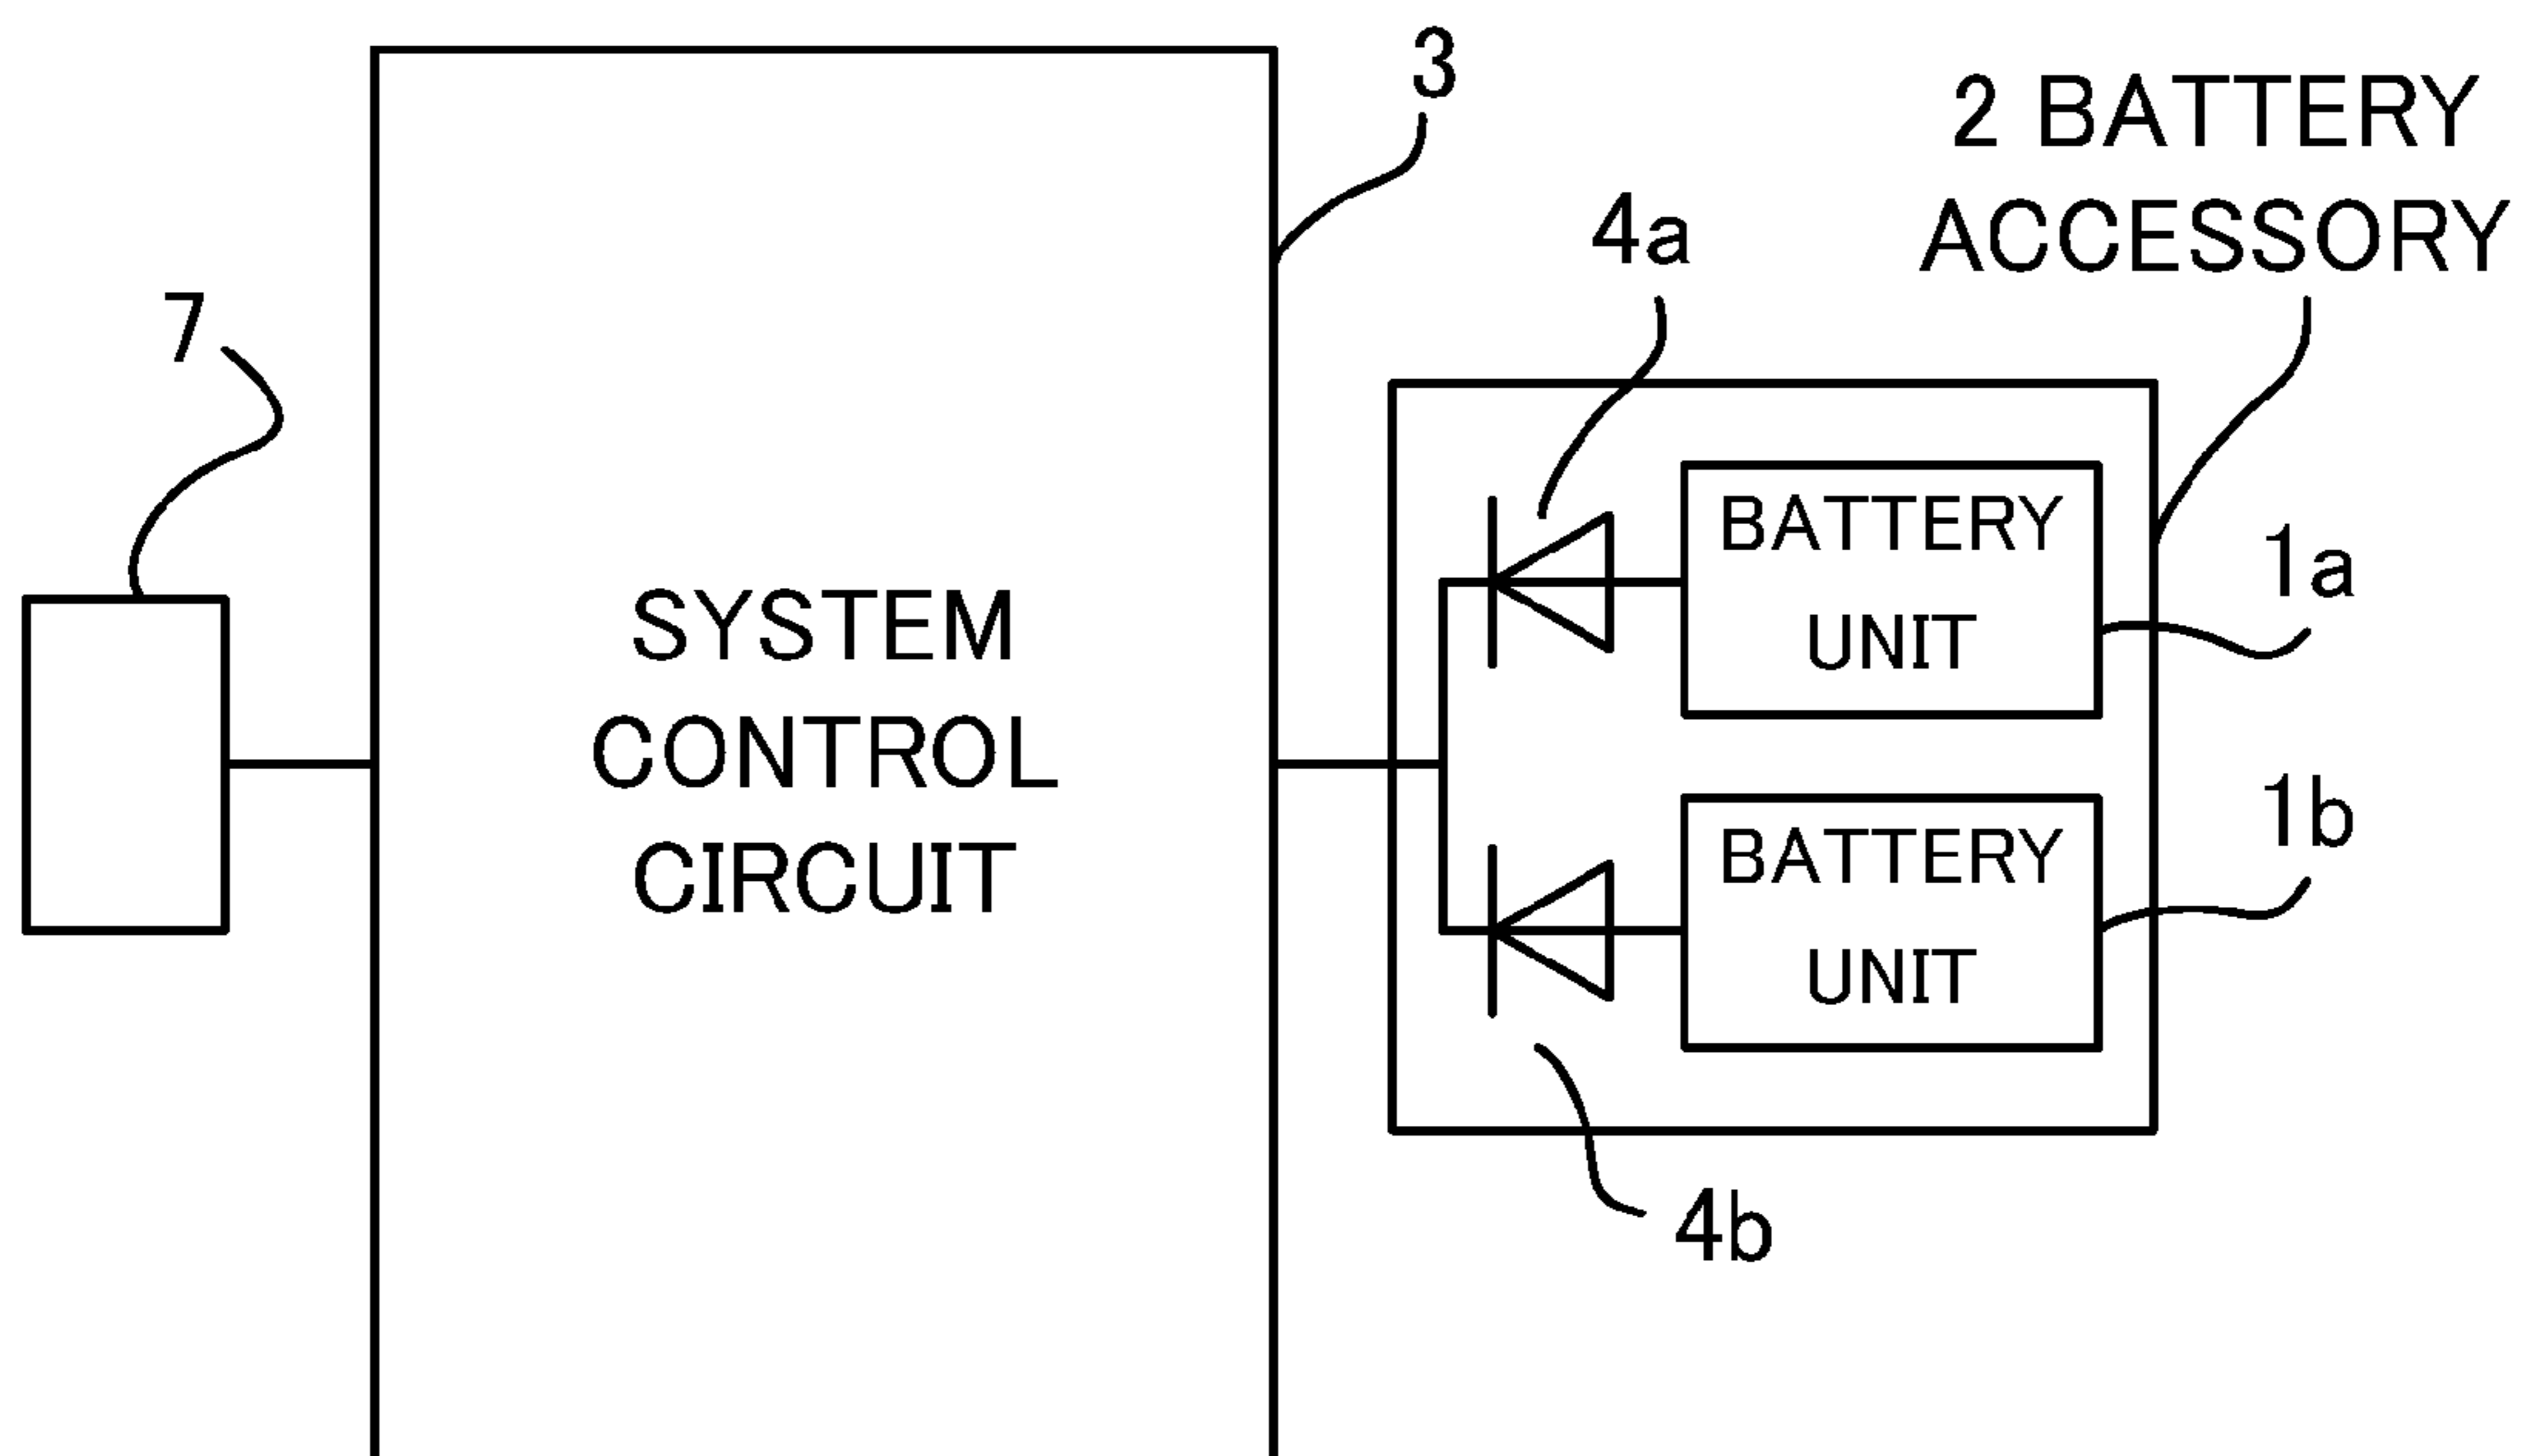 3
2 BATTERY
ACCESSORY
4a
7
BATTERY
UNIT
1a
SYSTEM
CONTROL
CIRCUIT
BATTERY
UNIT
1b
4b